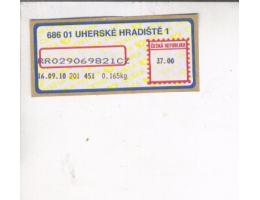 686 01 UHERSKÉ HRADIŠTĚ 1
ČESKÁ REPUBLIKA
RR029069821CZ
37.00
16.09.10 201 451 0.165kg